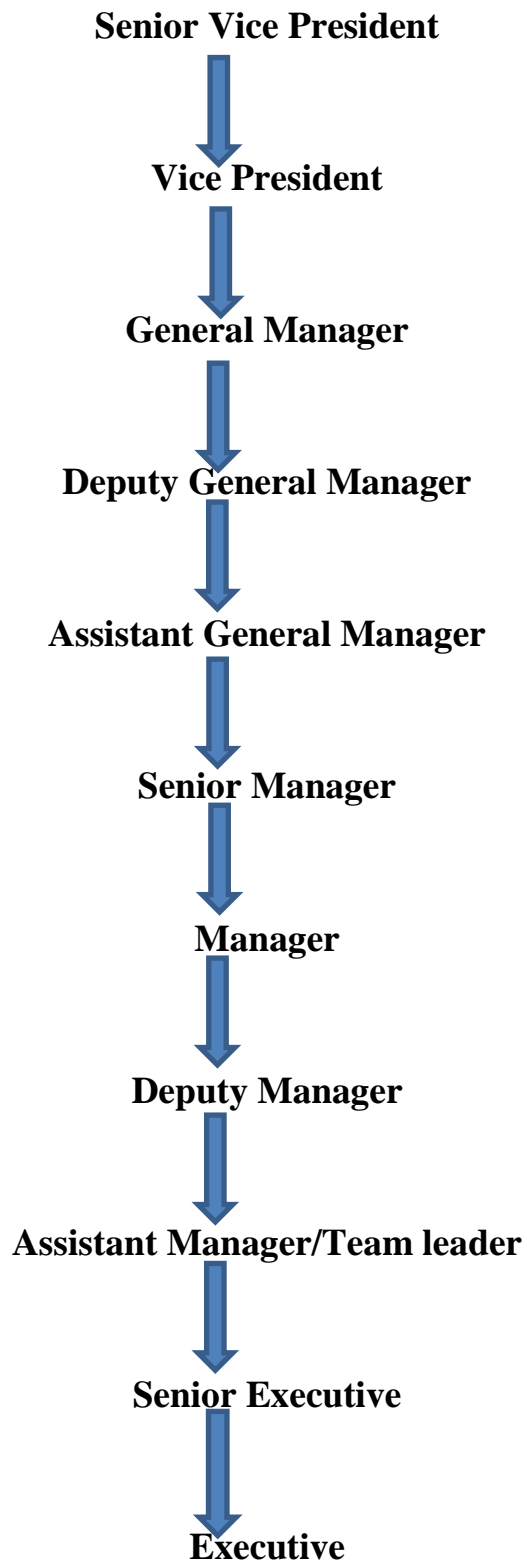 Senior Vice President
Vice President
General Manager
Deputy General Manager
Assistant General Manager
Senior Manager
Manager
Deputy Manager
Assistant Manager/Team leader
Senior Executive
Executive